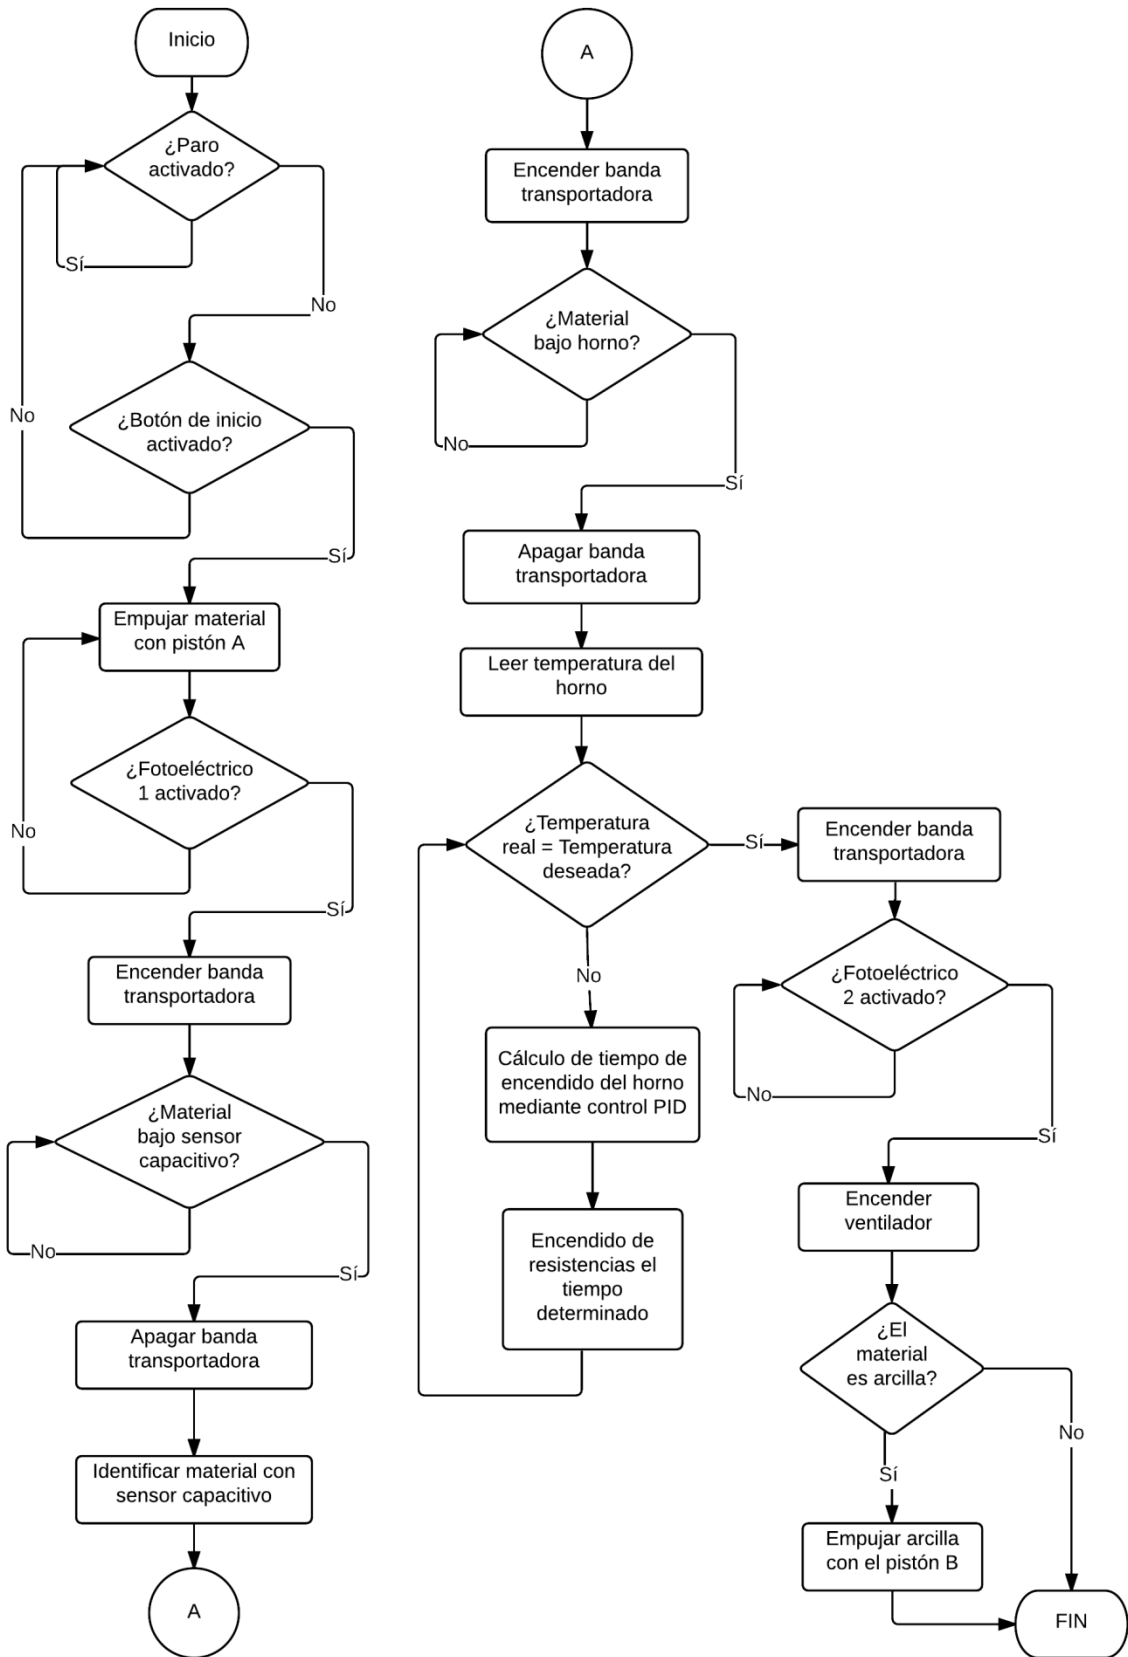 Inicio
¿Paro
activado?
Sí
No
¿Botón de inicio
activado?
No
Sí
Empujar material
con pistón A
¿Fotoeléctrico
1 activado?
No
Sí
Encender banda
transportadora
¿Material
bajo sensor
capacitivo?
No
Sí
Apagar banda
transportadora
Identificar material con
sensor capacitivo
A
A
Encender banda
transportadora
¿Material
bajo horno?
No
Sí
Apagar banda
transportadora
Leer temperatura del
horno
¿Temperatura
real = Temperatura
deseada?
Sí
No
Cálculo de tiempo de
encendido del horno
mediante control PID
Encendido de
resistencias el
tiempo
determinado
Encender banda
transportadora
¿Fotoeléctrico
2 activado?
No
Sí
Encender
ventilador
¿El
material
es arcilla?
No
Sí
Empujar arcilla
con el pistón B
FIN